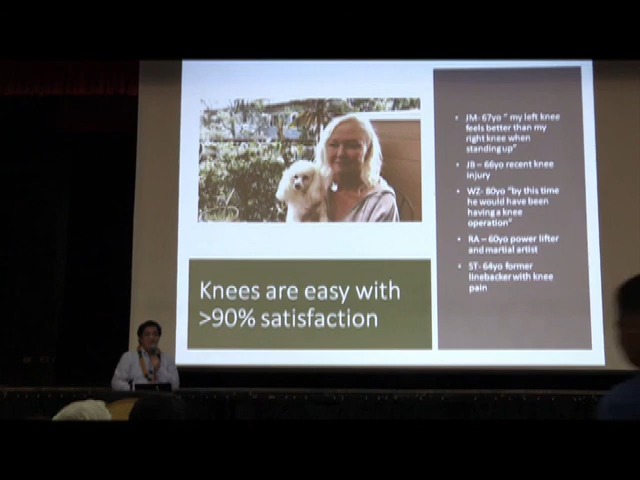 Knees are easy with
>90% satisfaction
• JM- 67yo " my left knee
feels better than my
right knee when
standing up"
• JB – 66yo recent knee
injury
• WZ- 80yo "by this time
he would have been
having a knee
operation"
• RA – 60yo power lifter
and martial artist
• ST- 64yo former
linebacker with knee
pain